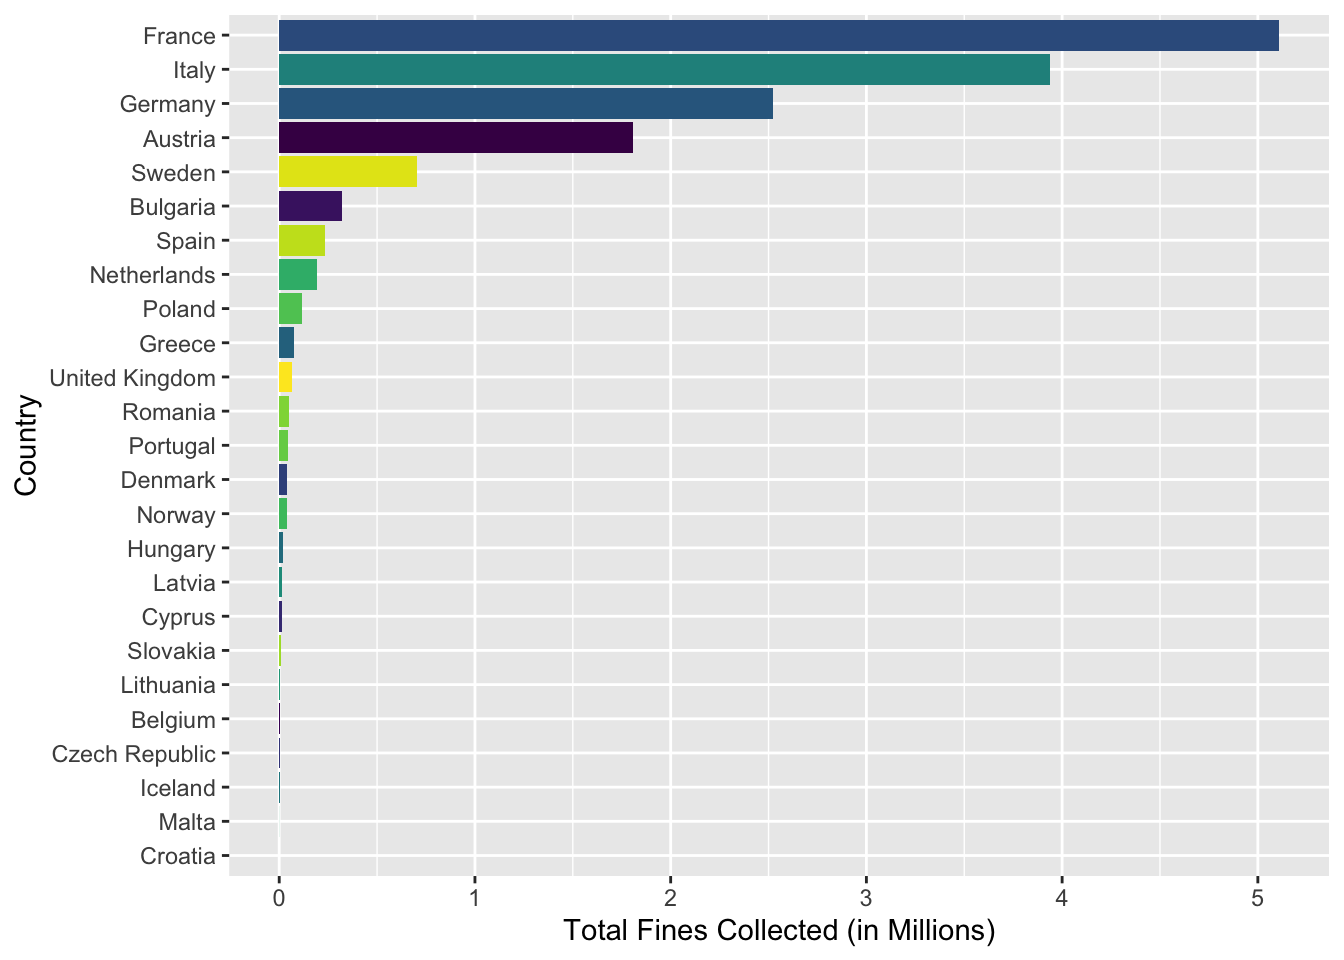 France
Italy
Germany
Austria
Sweden
Bulgaria
Spain
Netherlands
Poland
Greece
United Kingdom
Romania
Portugal
Denmark
Norway
Hungary
Latvia
Cyprus
Slovakia
Lithuania
Belgium
Czech Republic
Iceland
Malta
Croatia
Country
0 1 2 3 4 5
Total Fines Collected (in Millions)